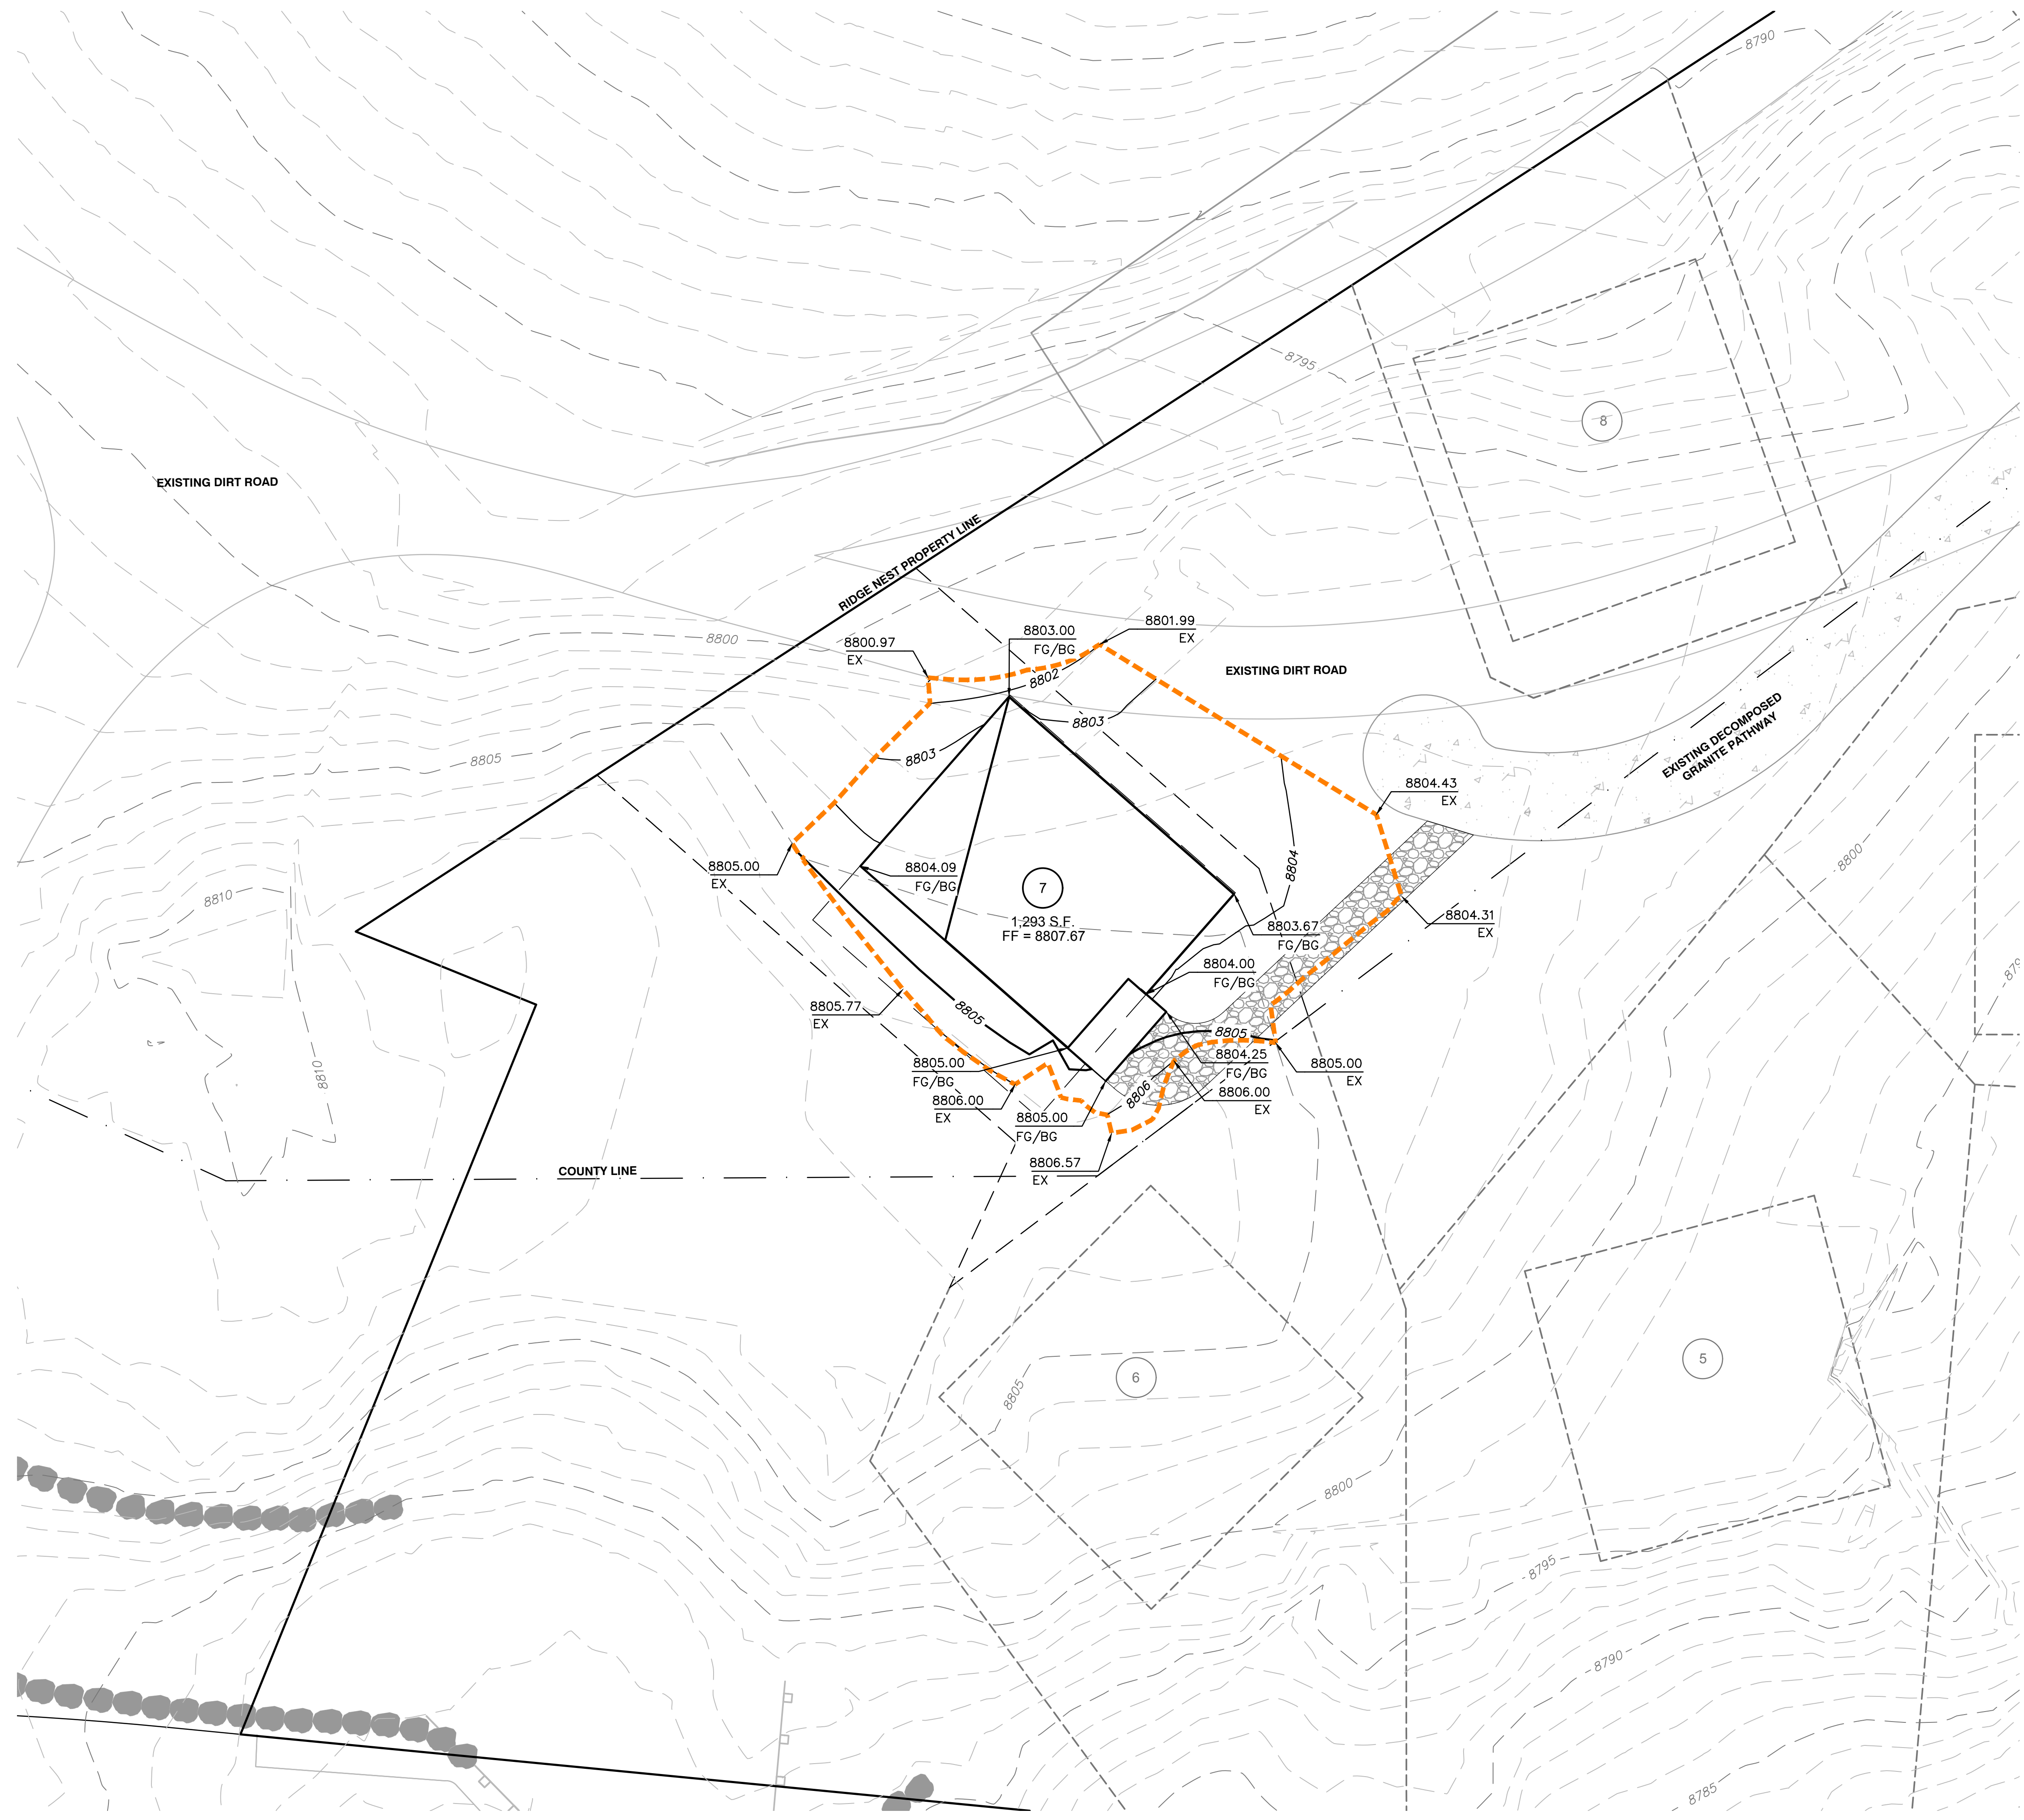 8790
8795
8
EXISTING DIRT ROAD
RIDGE NEST PROPERTY LINE
8800
8800.97
EX
8803.00
FG/BG
8801.99
EX
EXISTING DIRT ROAD
8802
8803
8803
8805
EXISTING DECOMPOSED
GRANITE PATHWAY
8804.43
EX
8800
8804
8805.00
EX
8804.09
FG/BG
7
1,293 S.F.
FF = 8807.67
8810
8804.31
EX
8803.67
FG/BG
8804.00
FG/BG
8805.77
EX
8805
8805
8804.25
FG/BG
8805.00
EX
8805.00
FG/BG
8806.00
EX
8806
8806.00
EX
8805.00
FG/BG
8810
8806.57
EX
COUNTY LINE
6
5
8805
8800
8795
8790
8785